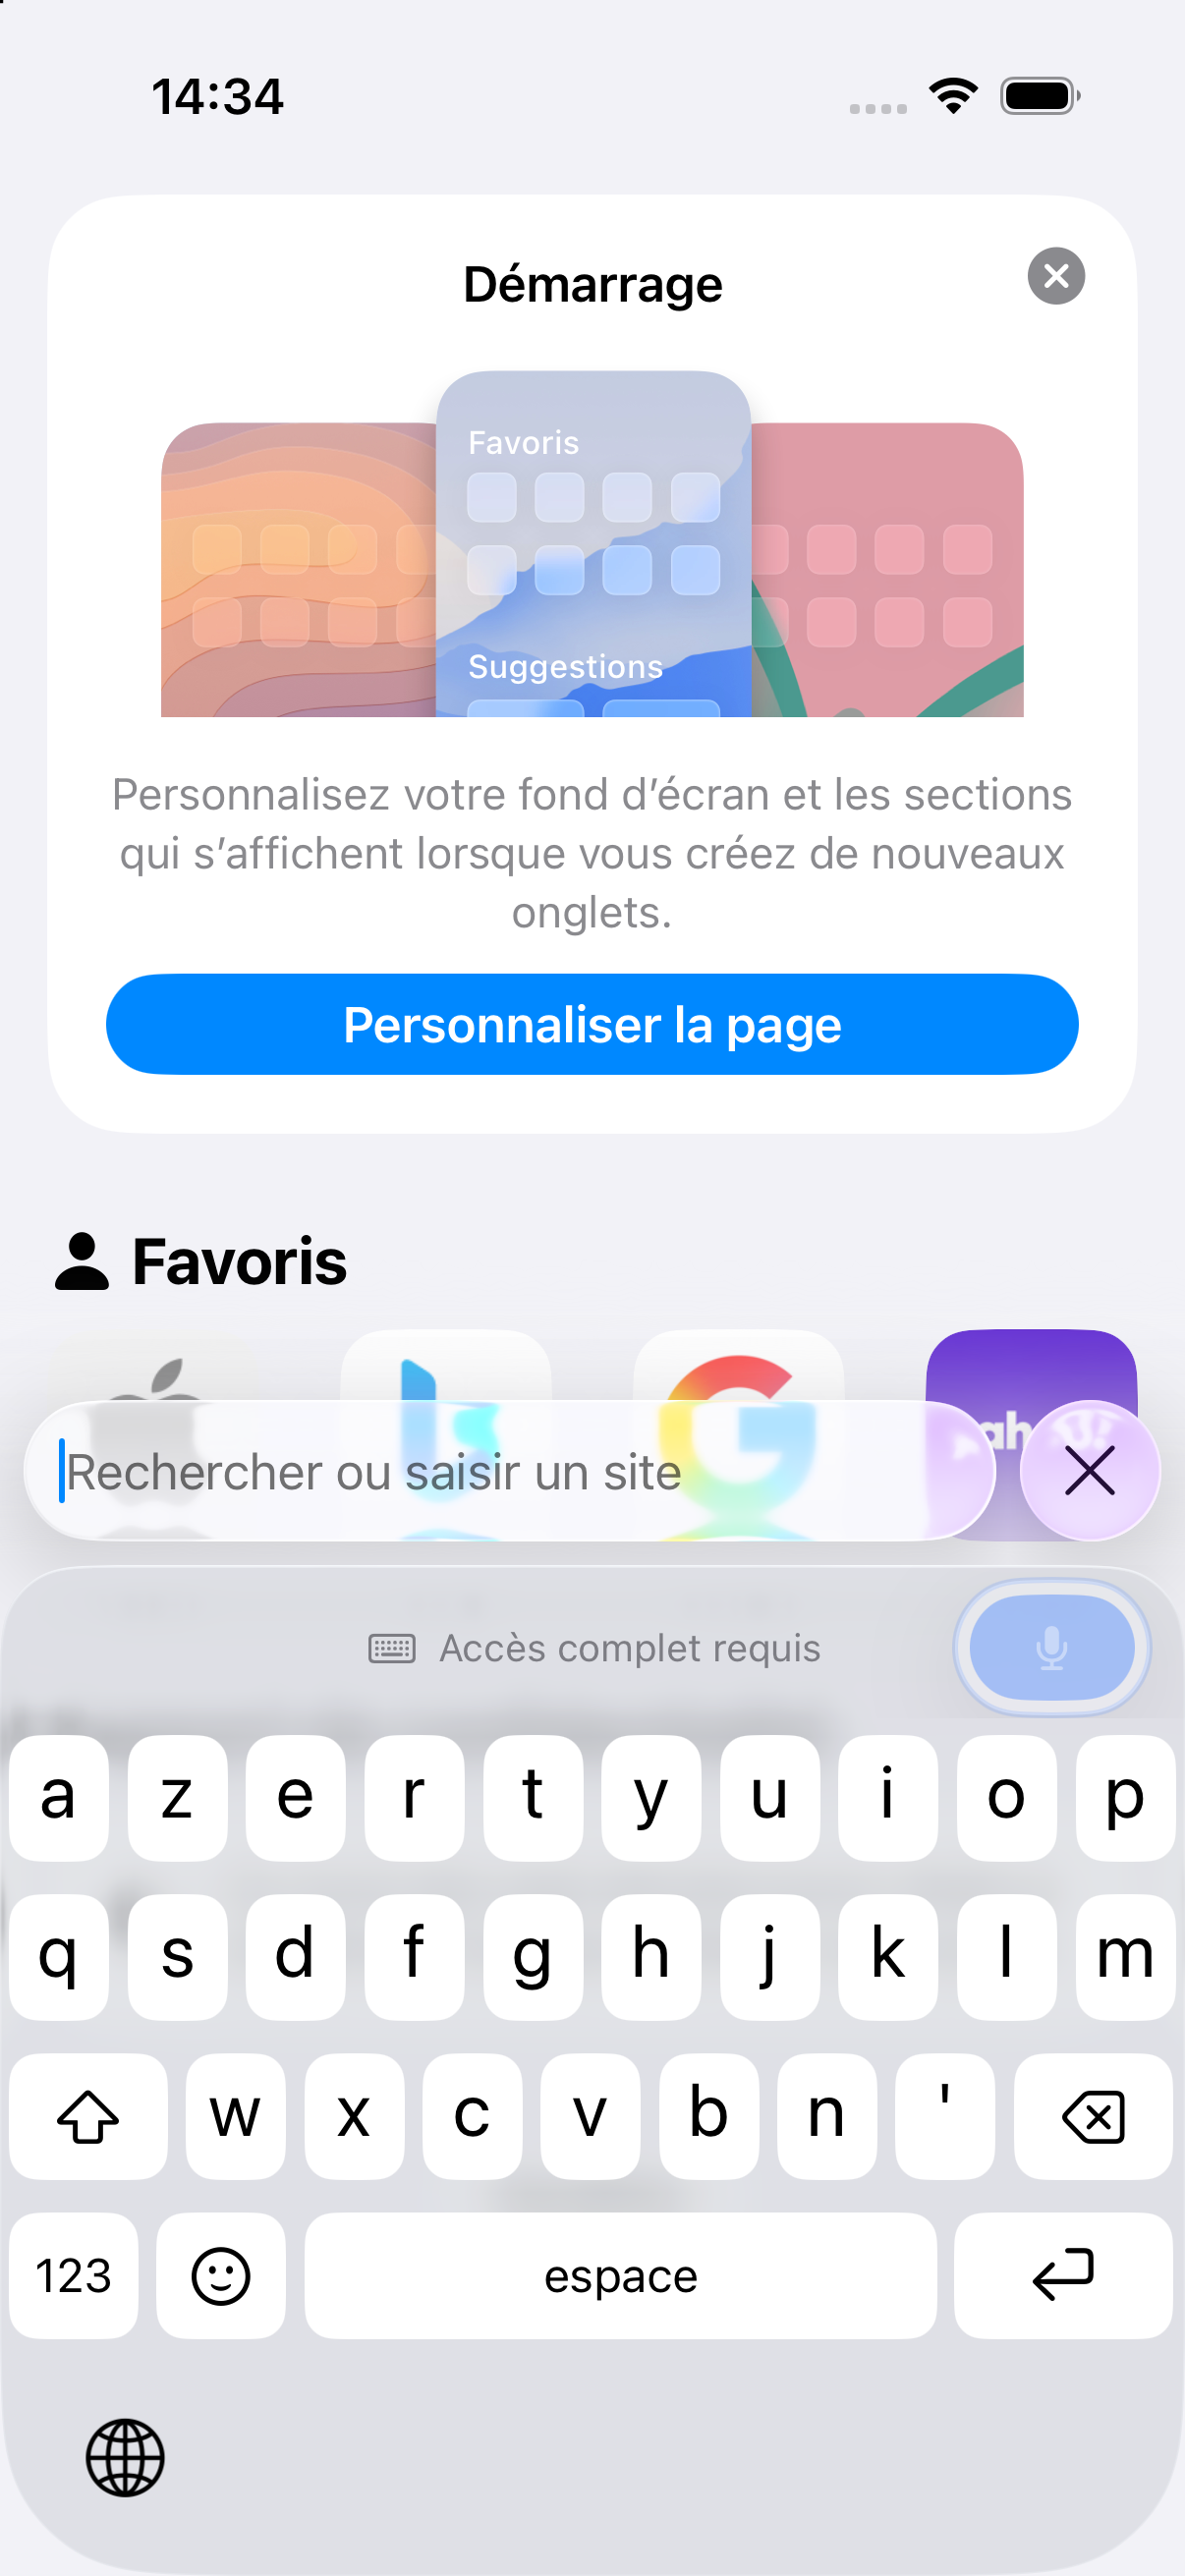 14:34
Démarrage
Favoris
Suggestions
Personnalisez votre fond d’écran et les sections
qui s’affichent lorsque vous créez de nouveaux
onglets.
Personnaliser la page
Favoris
Rechercher ou saisir un site
Accès complet requis
a z e r t y u i o p
q s d f g h j k l m
w x c v b n '
123 espace